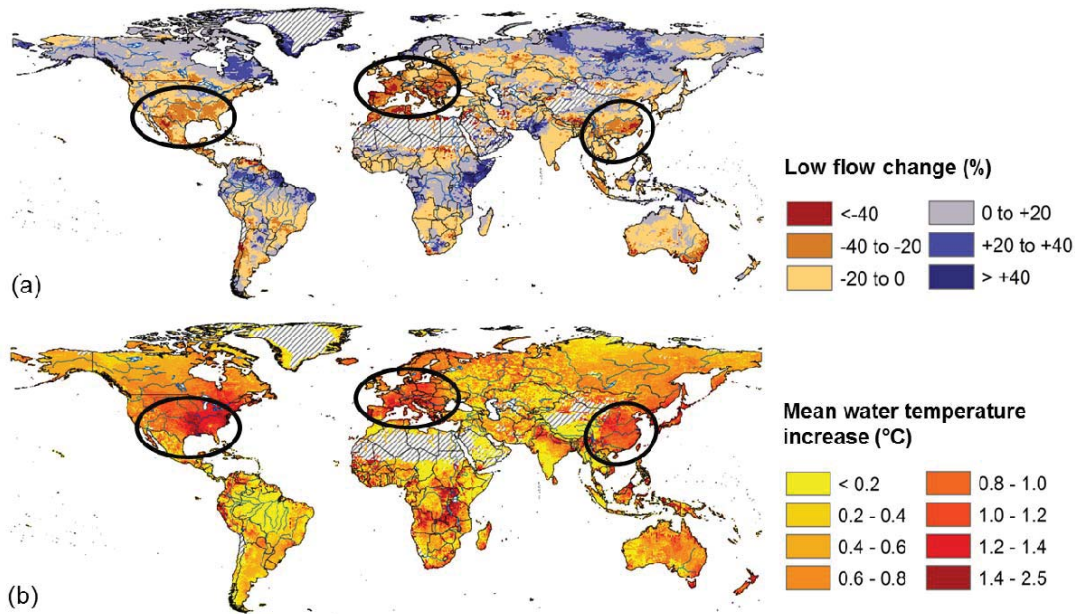 (a)
Low flow change (%)
<-40
-40 to -20
-20 to 0
0 to +20
+20 to +40
> +40
(b)
Mean water temperature
increase (°C)
< 0.2
0.2 - 0.4
0.4 - 0.6
0.6 - 0.8
0.8 - 1.0
1.0 - 1.2
1.2 - 1.4
1.4 - 2.5